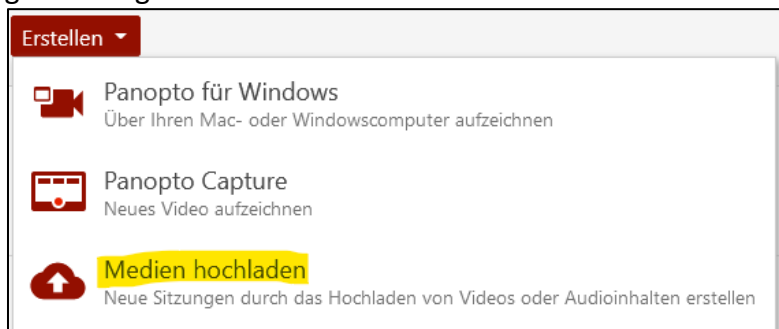 Erstellen
Panopto für Windows
Über Ihren Mac- oder Windowscomputer aufzeichnen
Panopto Capture
Neues Video aufzeichnen
Medien hochladen
Neue Sitzungen durch das Hochladen von Videos oder Audioinhalten erstellen